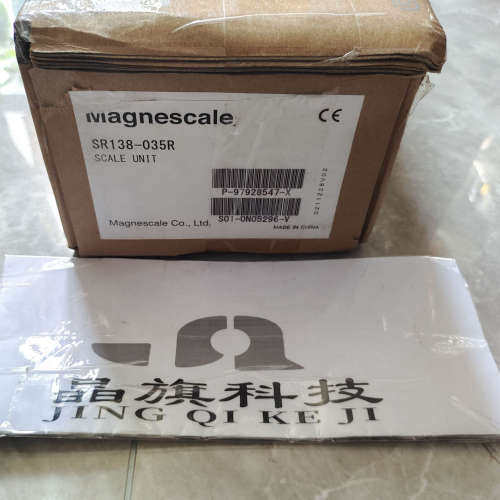 Magnescale
CE
SR138-035R
SCALE UNIT
P-97928547-X
S01-0N05296-V
0211228V02
Magnescale Co., Ltd.
MADE IN CHINA
晶旗科技
JING QI KE JI